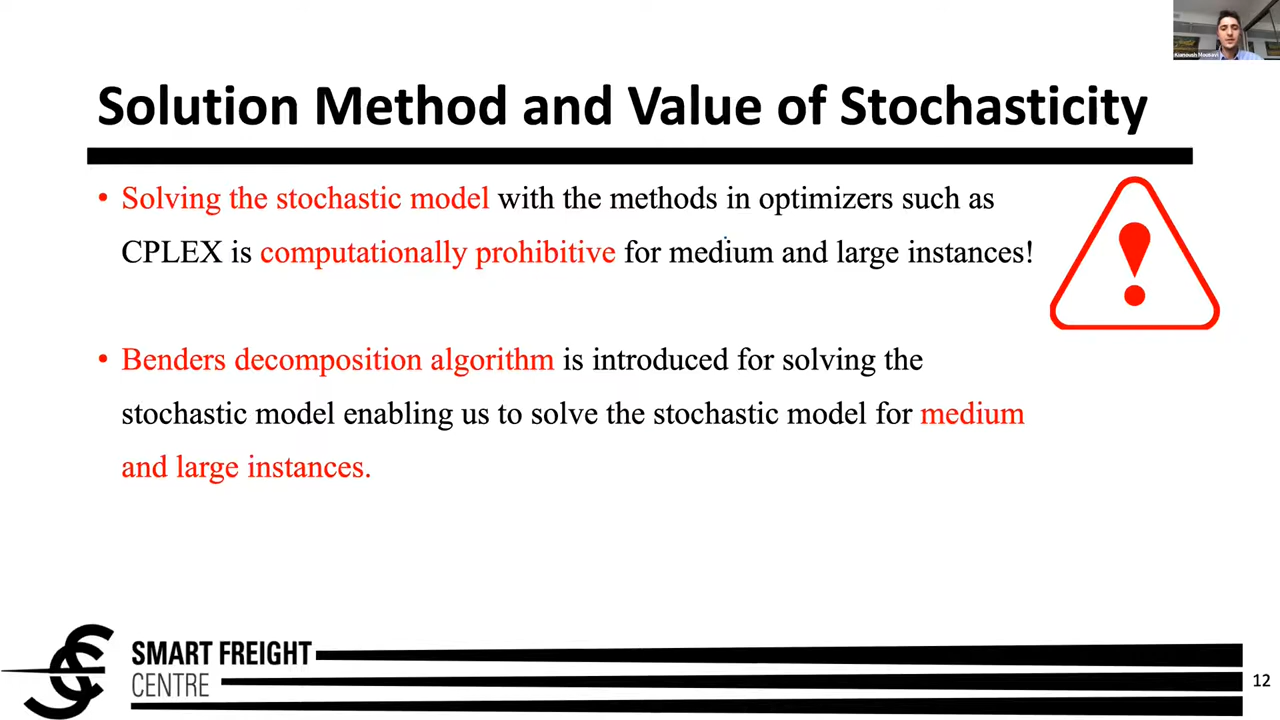 Kianoush Mousavi
Solution Method and Value of Stochasticity
• Solving the stochastic model with the methods in optimizers such as
CPLEX is computationally prohibitive for medium and large instances!
• Benders decomposition algorithm is introduced for solving the
stochastic model enabling us to solve the stochastic model for medium
and large instances.
SMART FREIGHT
CENTRE
12